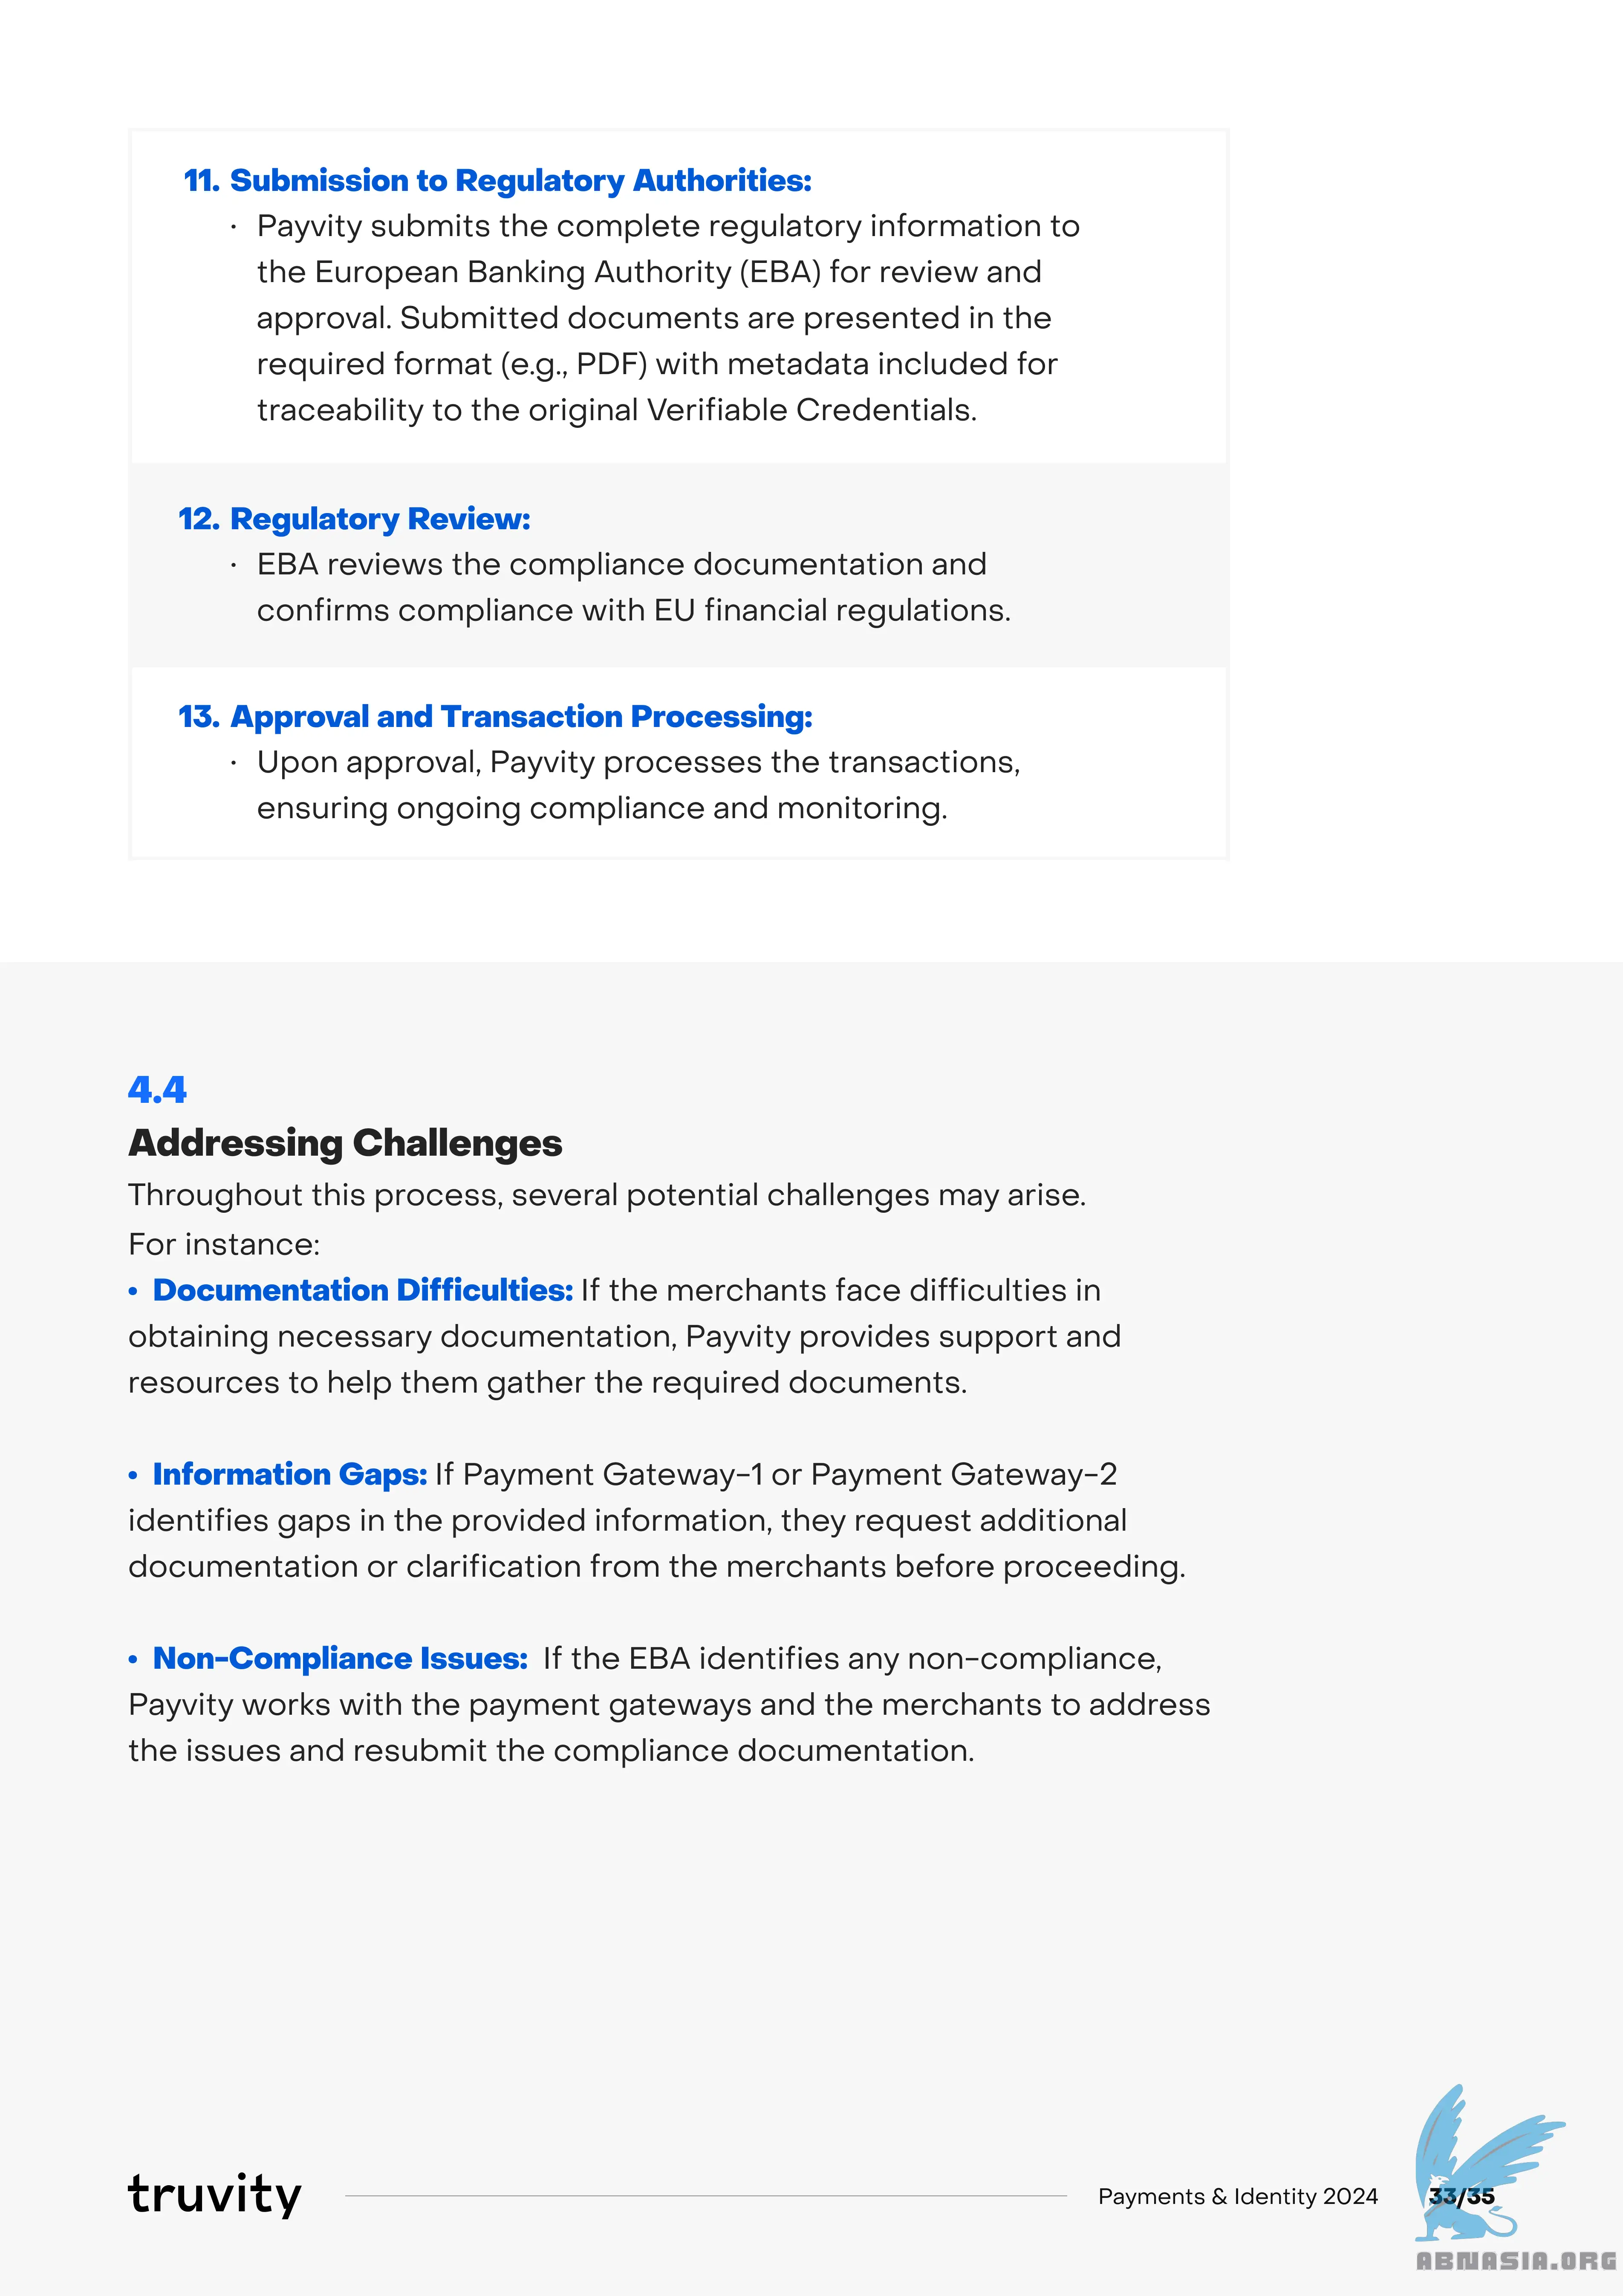 11. Submission to Regulatory Authorities:
· Payvity submits the complete regulatory information to
the European Banking Authority (EBA) for review and
approval. Submitted documents are presented in the
required format (e.g., PDF) with metadata included for
traceability to the original Verifiable Credentials.
12. Regulatory Review:
· EBA reviews the compliance documentation and
confirms compliance with EU financial regulations.
13. Approval and Transaction Processing:
· Upon approval, Payvity processes the transactions,
ensuring ongoing compliance and monitoring.
4.4
Addressing Challenges
Throughout this process, several potential challenges may arise.
For instance:
• Documentation Difficulties: If the merchants face difficulties in
obtaining necessary documentation, Payvity provides support and
resources to help them gather the required documents.
• Information Gaps: If Payment Gateway-1 or Payment Gateway-2
identifies gaps in the provided information, they request additional
documentation or clarification from the merchants before proceeding.
• Non-Compliance Issues: If the EBA identifies any non-compliance,
Payvity works with the payment gateways and the merchants to address
the issues and resubmit the compliance documentation.
truvity
Payments & Identity 2024
33/35
ABNASIA.ORG